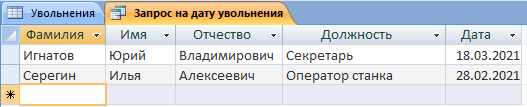 Увольнения Запрос на дату увольнения
Фамилия Имя Отчество Должность Дата
Игнатов Юрий Владимирович Секретарь 18.03.2021
Серегин Илья Алексеевич Оператор станка 28.02.2021